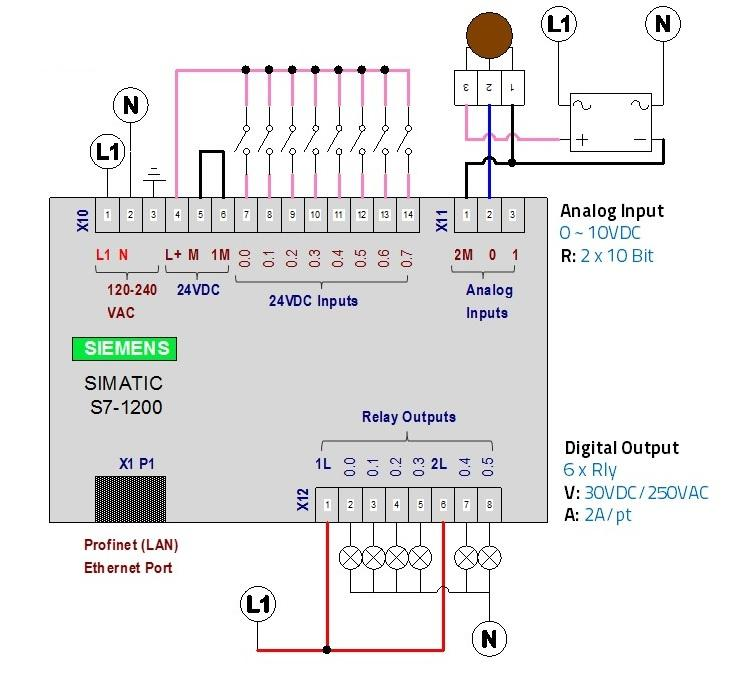 L1
N
3 2 1
+ −
N
L1
X10
1 2 3 4 5 6 7 8 9 10 11 12 13 14
X11
1 2 3
L1 N
L+ M 1M
0.0 0.1 0.2 0.3 0.4 0.5 0.6 0.7
2M 0 1
120-240
VAC
24VDC
24VDC Inputs
Analog
Inputs
Analog Input
0 ~ 10VDC
R: 2 x 10 Bit
SIEMENS
SIMATIC
S7-1200
Relay Outputs
X1 P1
1L 0.0 0.1 0.2 0.3 2L 0.4 0.5
X12
1 2 3 4 5 6 7 8
Digital Output
6 x Rly
V: 30VDC/250VAC
A: 2A/pt
Profinet (LAN)
Ethernet Port
L1
N